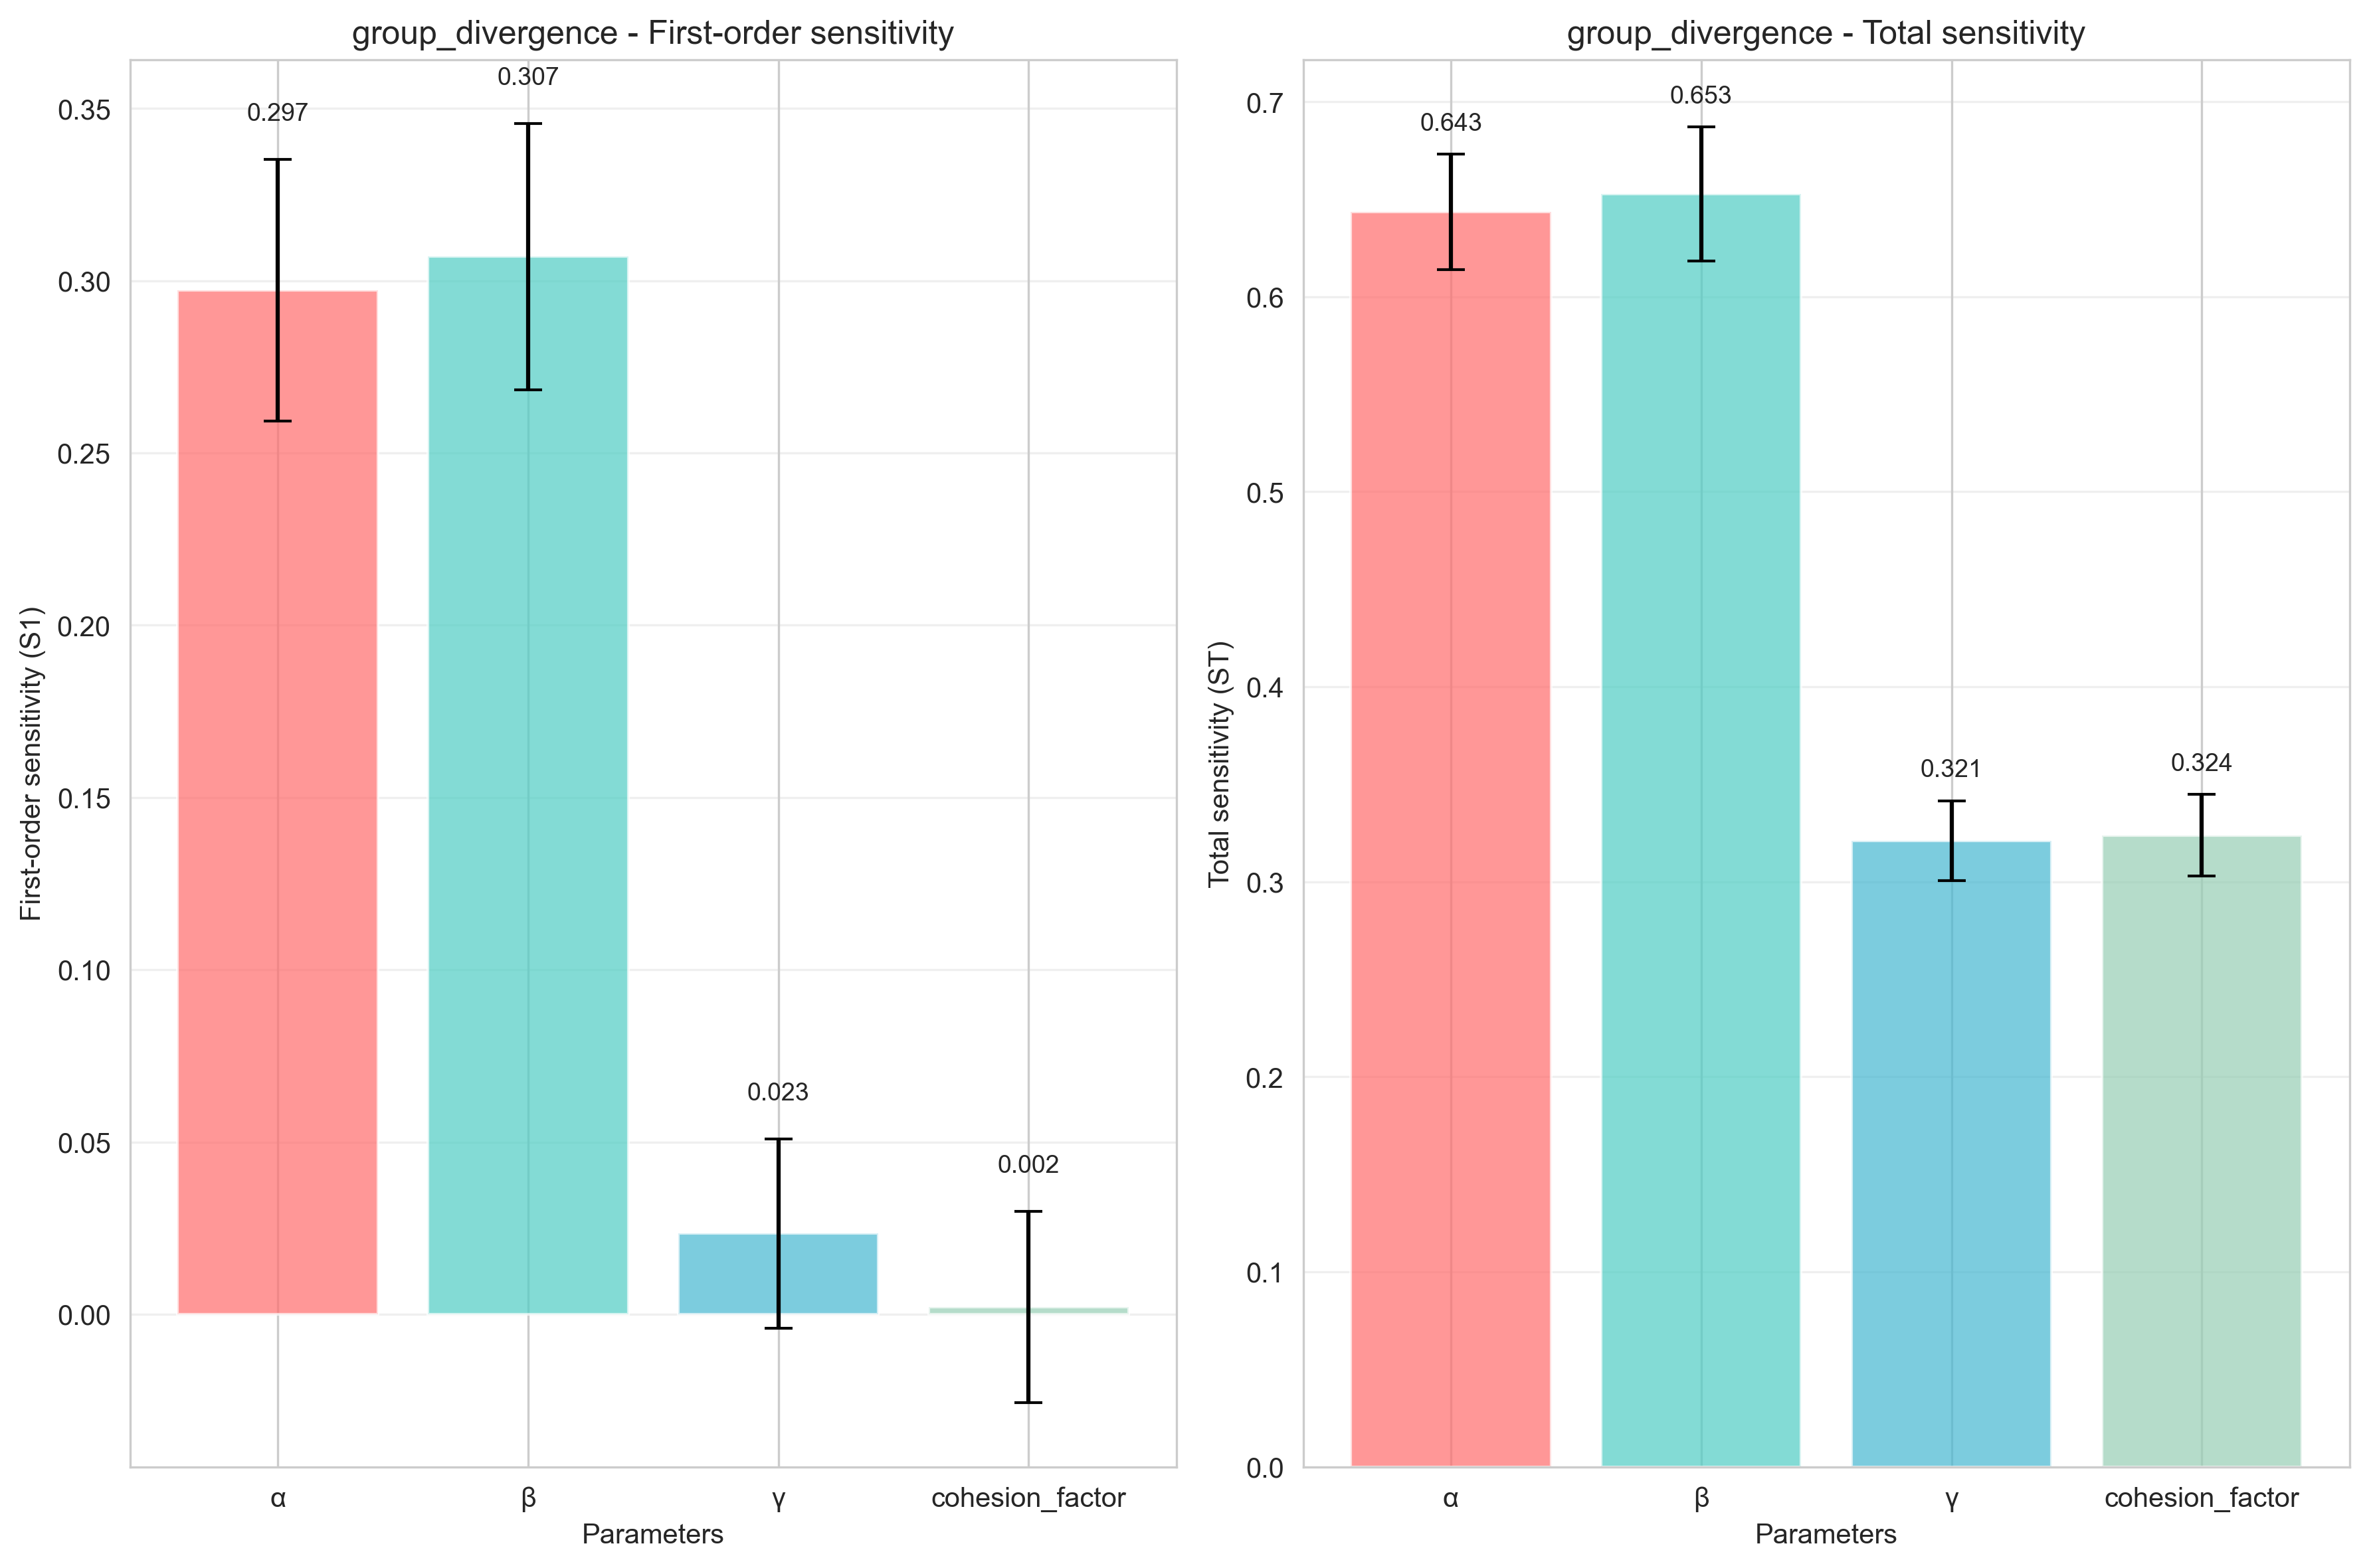 group_divergence - First-order sensitivity
First-order sensitivity (S1)
0.35
0.30
0.25
0.20
0.15
0.10
0.05
0.00
0.297
0.307
0.023
0.002
α
β
γ
cohesion_factor
Parameters
group_divergence - Total sensitivity
Total sensitivity (ST)
0.7
0.6
0.5
0.4
0.3
0.2
0.1
0.0
0.643
0.653
0.321
0.324
α
β
γ
cohesion_factor
Parameters